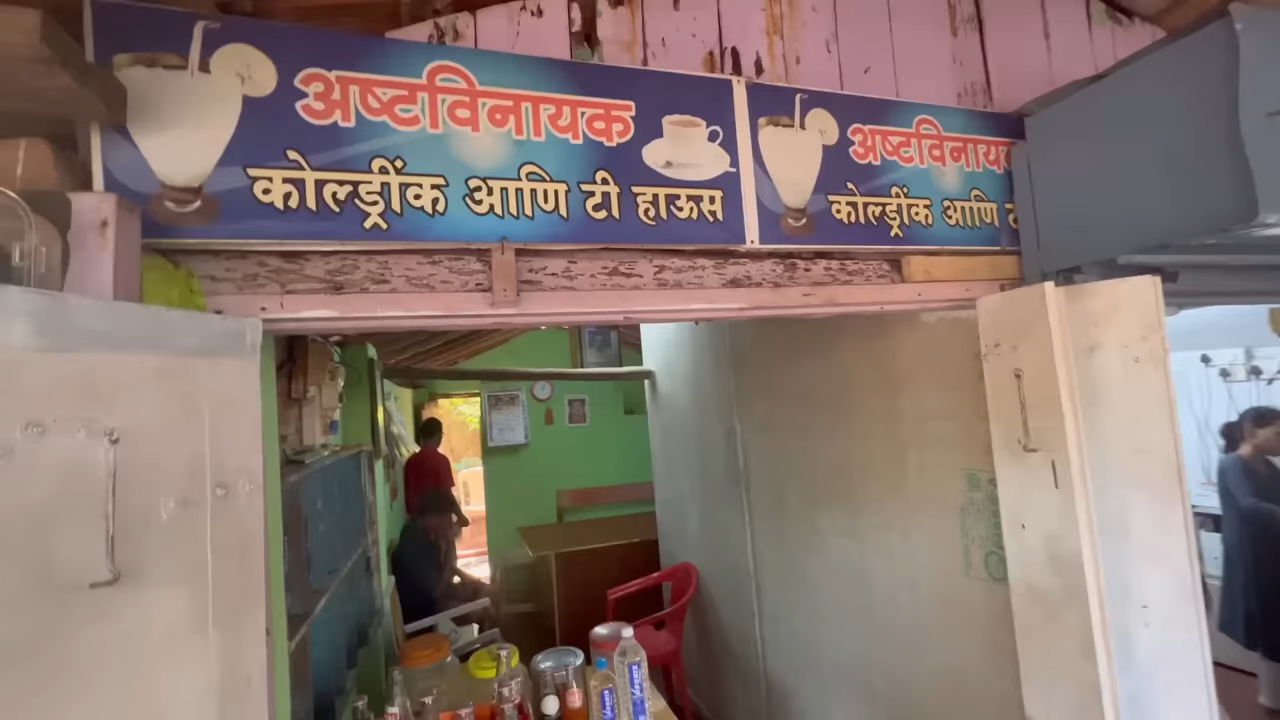 अष्टविनायक
कोल्ड्रींक आणि टी हाऊस
अष्टविनायक
कोल्ड्रींक आणि